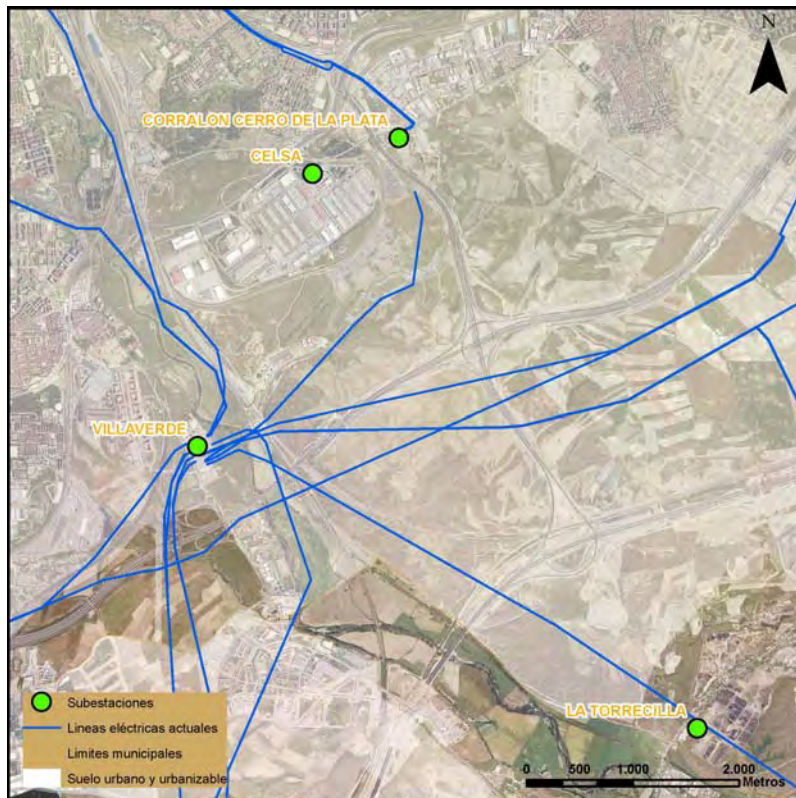 N
CORRALON CERRO DE LA PLATA
CELSA
VILLAVERDE
LA TORRECILLA
Subestaciones
Lineas eléctricas actuales
Limites municipales
Suelo urbano y urbanizable
0 500 1.000 2.000
Metros